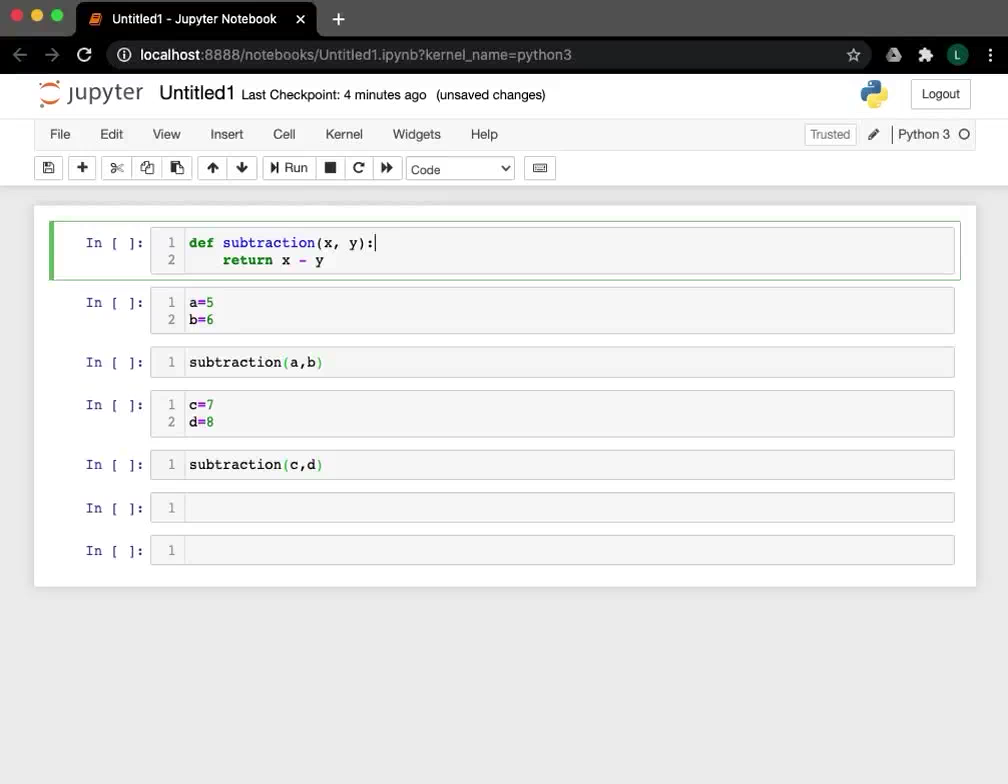 Untitled1 - Jupyter Notebook
localhost:8888/notebooks/Untitled1.ipynb?kernel_name=python3
L
jupyter Untitled1 Last Checkpoint: 4 minutes ago (unsaved changes) Logout
File Edit View Insert Cell Kernel Widgets Help Trusted Python 3
Run Code
In [ ]: 1 def subtraction(x, y):
2 return x - y
In [ ]: 1 a=5
2 b=6
In [ ]: 1 subtraction(a,b)
In [ ]: 1 c=7
2 d=8
In [ ]: 1 subtraction(c,d)
In [ ]: 1
In [ ]: 1